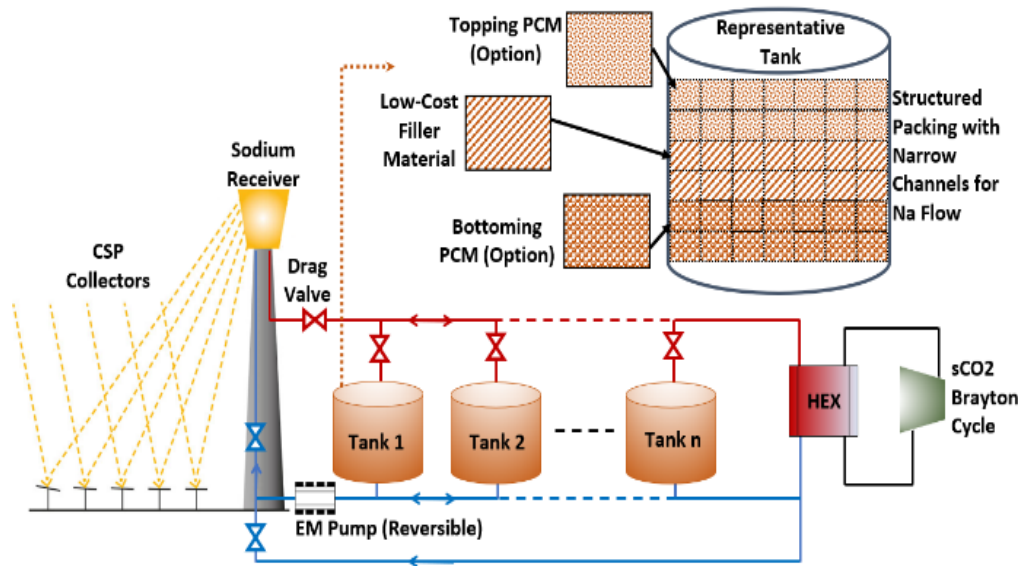 Topping PCM
(Option)
Representative
Tank
Low-Cost
Filler
Material
Structured
Packing with
Narrow
Channels for
Na Flow
Sodium
Receiver
Bottoming
PCM (Option)
CSP
Collectors
Drag
Valve
HEX
sCO2
Brayton
Cycle
Tank 1
Tank 2
Tank n
EM Pump (Reversible)